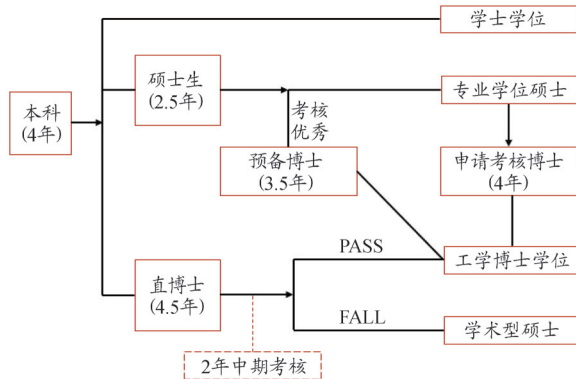 学士学位
硕士生
(2.5年)
专业学位硕士
本科
(4年)
考核
优秀
预备博士
(3.5年)
申请考核博士
(4年)
PASS
工学博士学位
直博士
(4.5年)
FALL
学术型硕士
2年中期考核